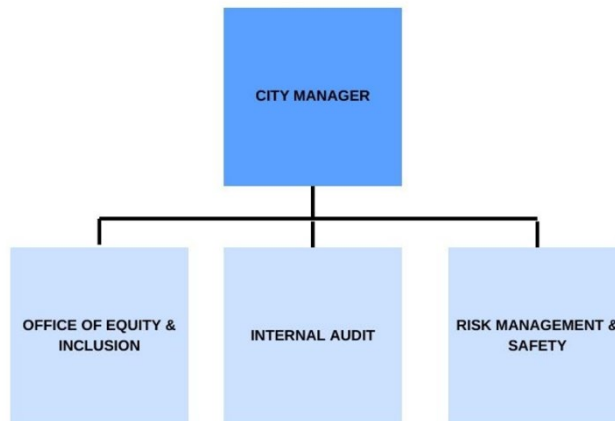 CITY MANAGER
OFFICE OF EQUITY &
INCLUSION
INTERNAL AUDIT
RISK MANAGEMENT &
SAFETY